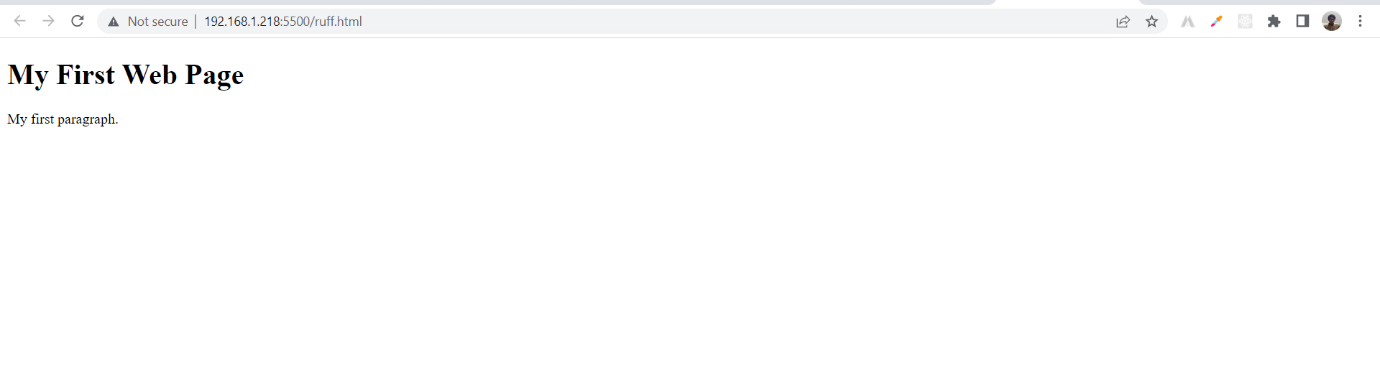 Not secure | 192.168.1.218:5500/ruff.html
My First Web Page
My first paragraph.